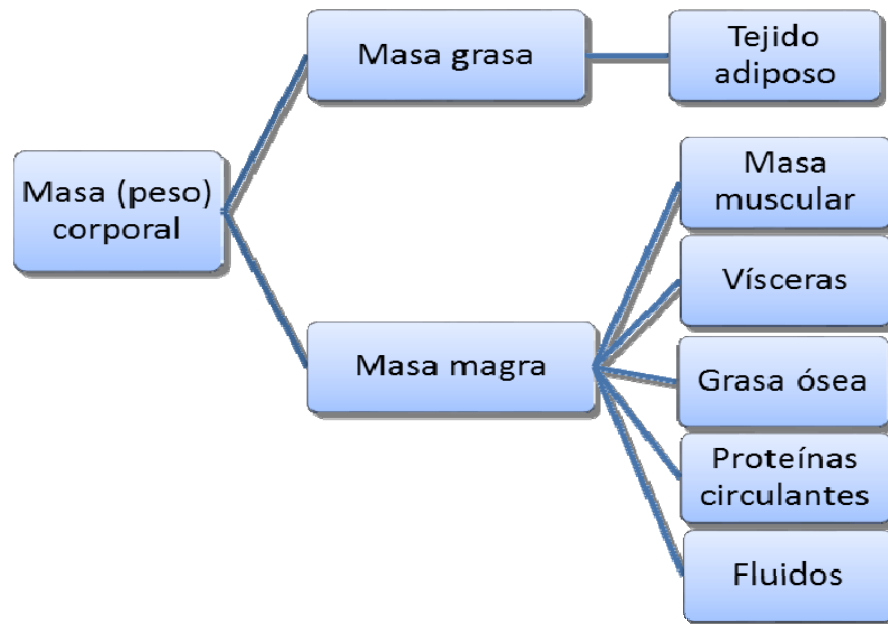 Masa (peso)
corporal
Masa grasa
Tejido
adiposo
Masa magra
Masa
muscular
Vísceras
Grasa ósea
Proteínas
circulantes
Fluidos